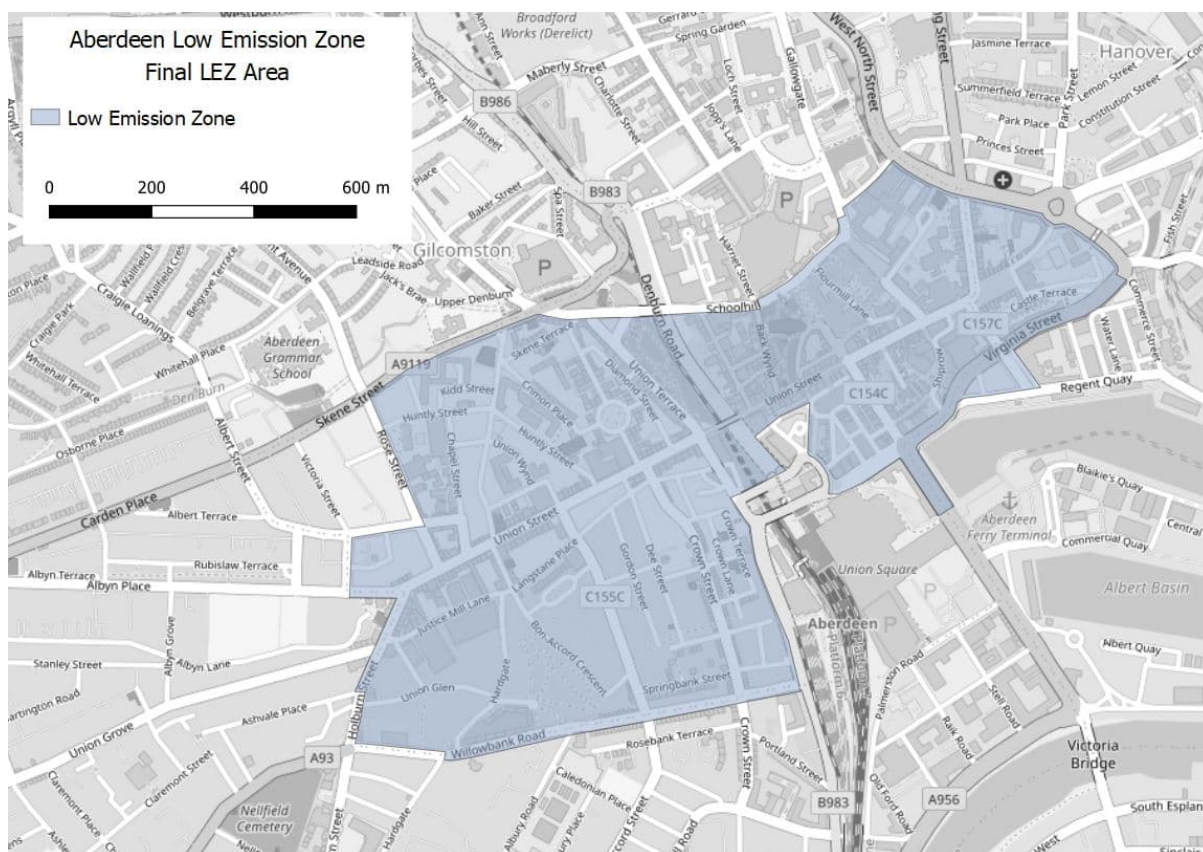 Aberdeen Low Emission Zone
Final LEZ Area
Low Emission Zone
0 200 400 600 m
Broadford
Works (Derelict)
Ann Street
Spring Garden
Maberly Street
Charlotte Street
Loch Street
Jopp's Lane
Gallowgate
West North Street
Jasmine Terrace
Hanover
Summerfield Terrace
Park Street
Lemon Street
Constitution Street
Park Place
Princes Street
B986
Hill Street
Baker Street
Spa Street
B983
P
P
Harriet Street
Gilcomston
P
Leadside Road
Jack's Brae
Upper Denburn
Denburn Road
Schoolhill
Flourmill Lane
Fish Street
Castle Terrace
Commerce Street
C157C
Virginia Street
Water Lane
Craigie Loanings
Wallfield Place
Wallfield Crescent
Belgrave Terrace
Craigie Park
Whitehall Place
Whitehall Terrace
Aberdeen
Grammar
School
Den Burn
Osborne Place
A9119
Skene Street
Skene Terrace
Back Wynd
Union Terrace
Diamond Street
Union Street
C154C
Shiprow
Regent Quay
Kidd Street
Crimon Place
Huntly Street
Rose Street
Chapel Street
Union Wynd
Huntly Street
Albert Street
Victoria Street
Carden Place
Albert Terrace
Rubislaw Terrace
Albyn Terrace
Albyn Place
Union Street
Langstane Place
Justice Mill Lane
C155C
Gordon Street
Dee Street
Crown Street
Crown Lane
Crown Terrace
Blaikie's Quay
Aberdeen
Ferry Terminal
Central
Commercial Quay
Union Square
P
P
Albert Basin
Albert Quay
Aberdeen
Platform 6
Stanley Street
Albyn Grove
Albyn Lane
Holburn Street
Union Glen
Hardgate
Bon-Accord Crescent
Springbank Street
Willowbank Road
Union Grove
Ashvale Place
A93
Claremont Street
Claremont Place
Nellfield
Cemetery
Hardgate
Albury Road
Caledonian Place
Rosebank Terrace
Crown Street
Portland Street
B983
Palmerston Road
Stell Road
Raik Road
Old Ford Road
A956
Victoria
Bridge